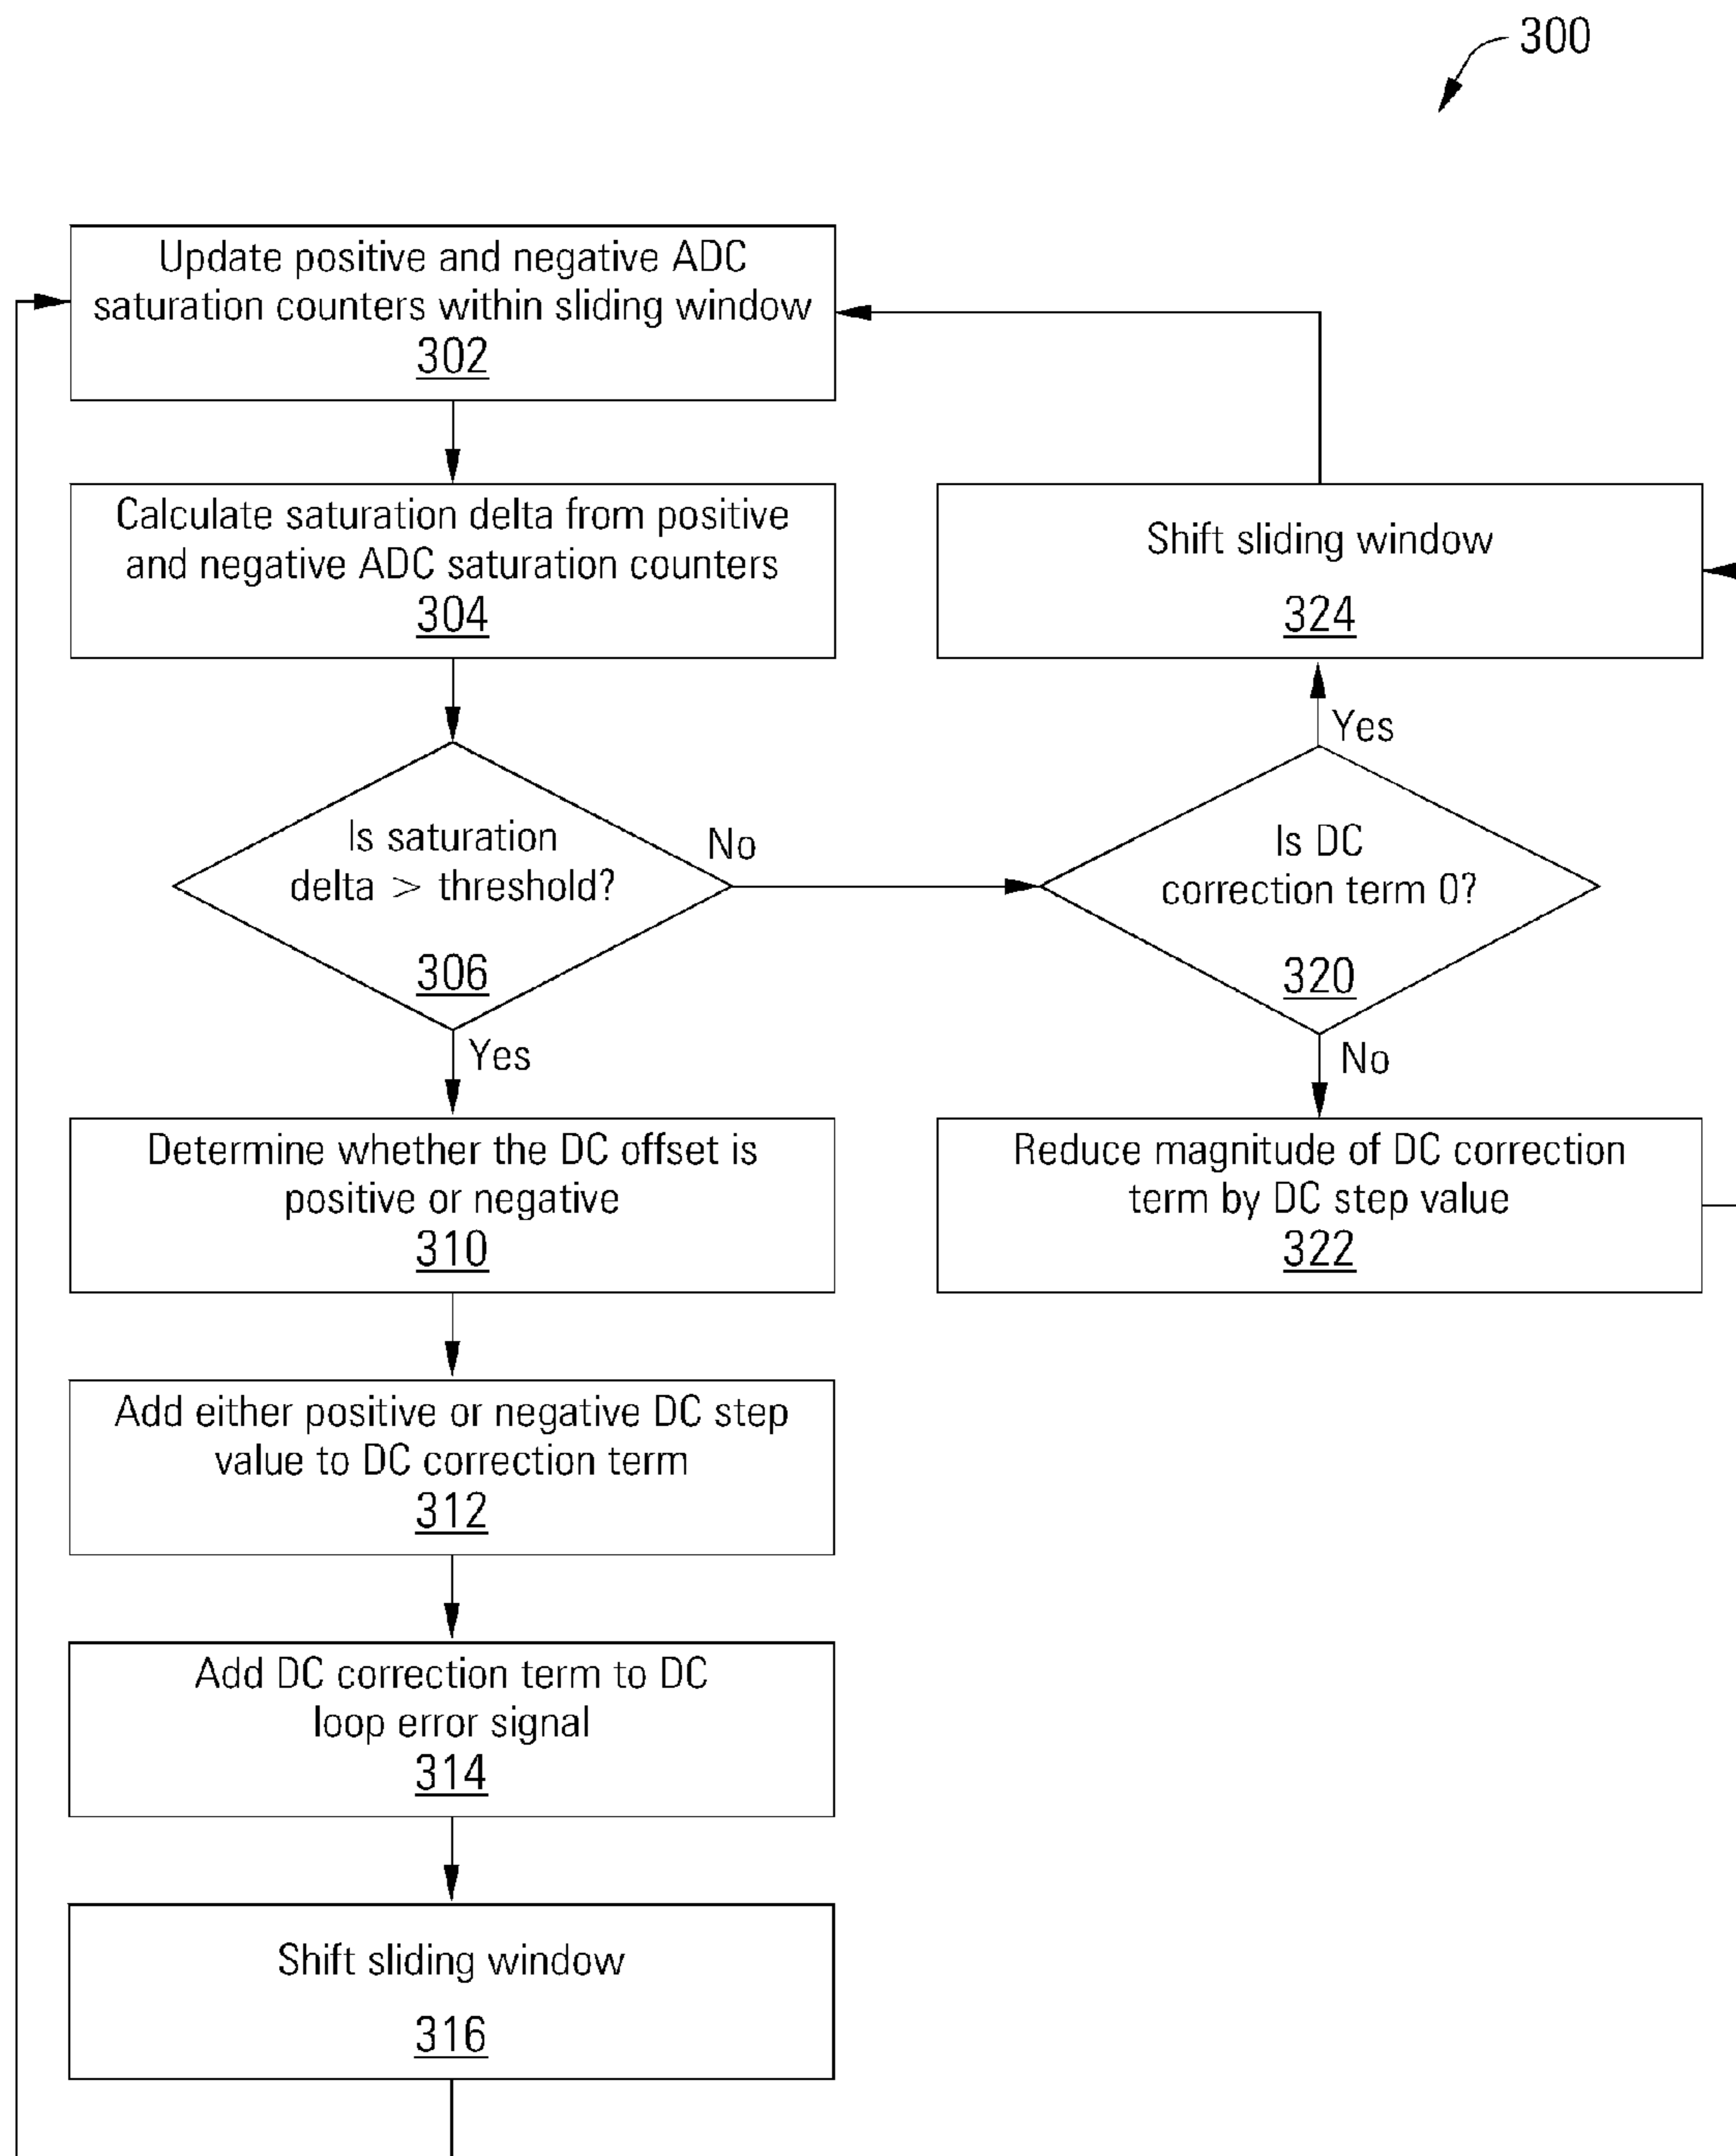 300
Update positive and negative ADC
saturation counters within sliding window
302
Calculate saturation delta from positive
and negative ADC saturation counters
304
Shift sliding window
324
Yes
Is saturation
delta > threshold?
306
No
Is DC
correction term 0?
320
Yes
No
Determine whether the DC offset is
positive or negative
310
Reduce magnitude of DC correction
term by DC step value
322
Add either positive or negative DC step
value to DC correction term
312
Add DC correction term to DC
loop error signal
314
Shift sliding window
316